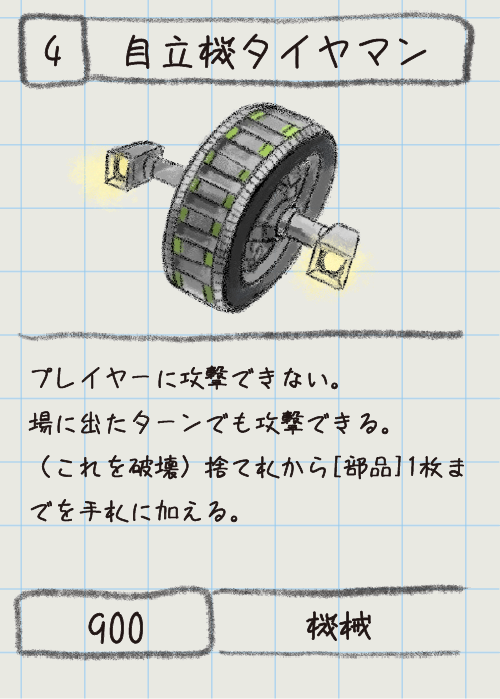 4 自立機タイヤマン
プレイヤーに攻撃できない。
場に出たターンでも攻撃できる。
（これを破壊）捨て札から[部品]1枚ま
でを手札に加える。
900 機械